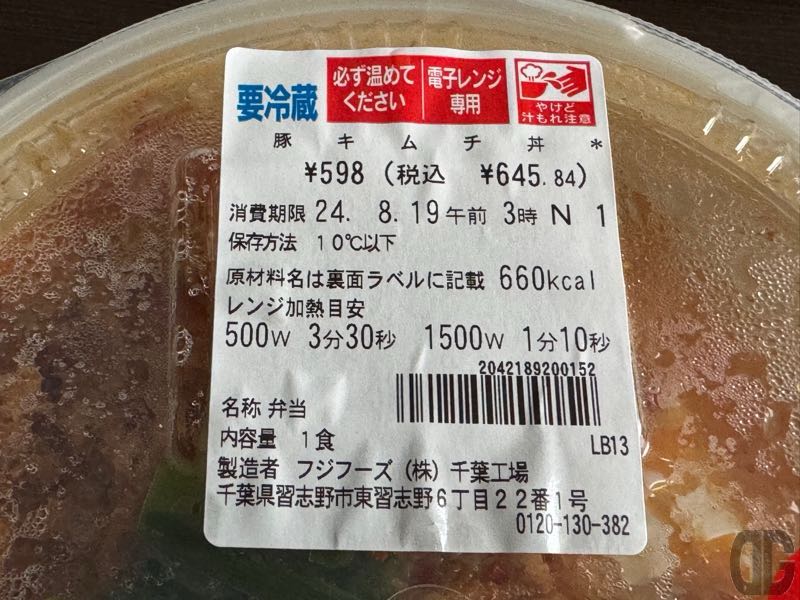 要冷蔵
必ず温めて
ください
電子レンジ
専用
やけど
汁もれ注意
豚キムチ丼*
¥598（税込 ¥645.84）
消費期限 24. 8.19午前 3時 N 1
保存方法 10℃以下
原材料名は裏面ラベルに記載 660kcal
レンジ加熱目安
500W 3分30秒 1500W 1分10秒
2042189200152
名称 弁当
内容量 1食
LB13
製造者 フジフーズ（株）千葉工場
千葉県習志野市東習志野6丁目22番1号
0120-130-382